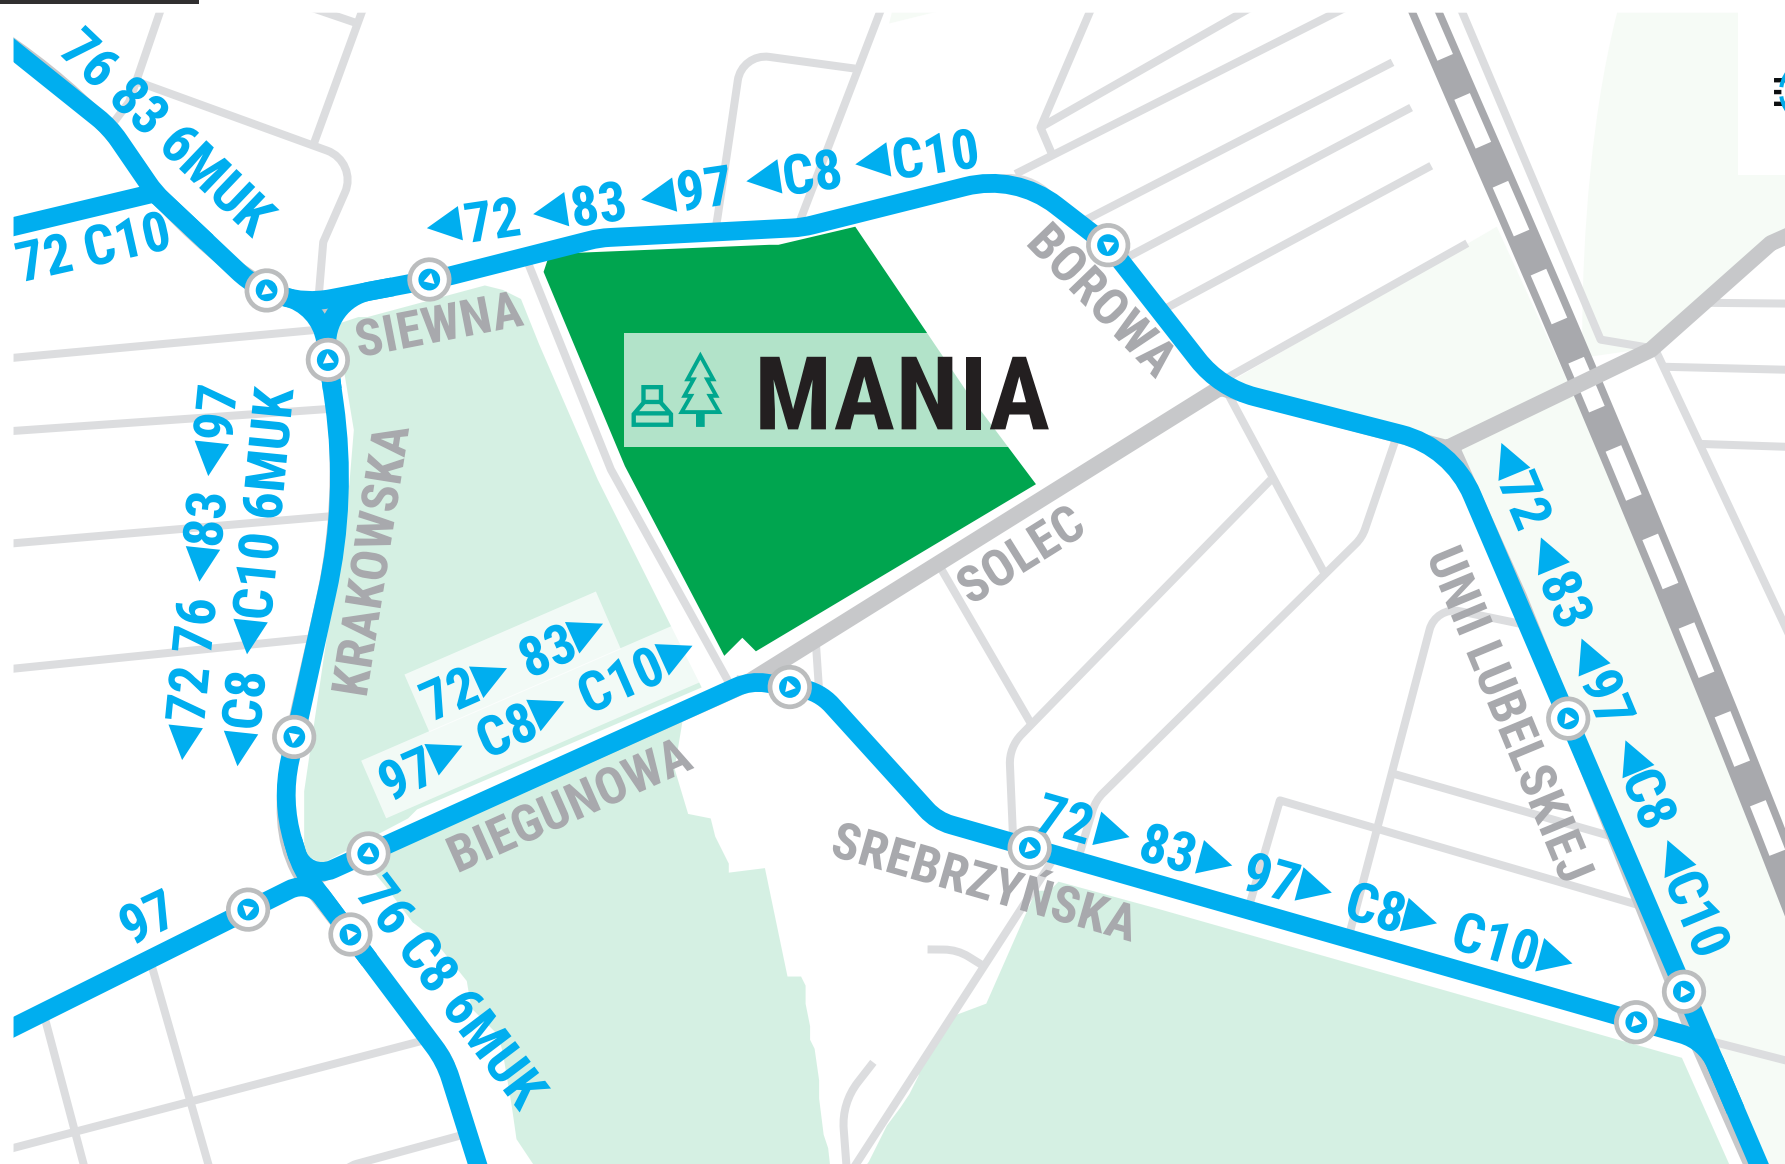 76 83 6MUK
72 C10
◀72 ◀83 ◀97 ◀C8 ◀C10
SIEWNA
BOROWA
MANIA
◀72 76 ◀83 ◀97
◀C8 ◀C10 6MUK
KRAKOWSKA
SOLEC
72▶ 83▶
97▶ C8▶ C10▶
BIEGUNOWA
◀72 ◀83 ◀97 ◀C8 ◀C10
UNII LUBELSKIEJ
72▶ 83▶ 97▶ C8▶ C10▶
SREBRZYŃSKA
97
76 C8 6MUK